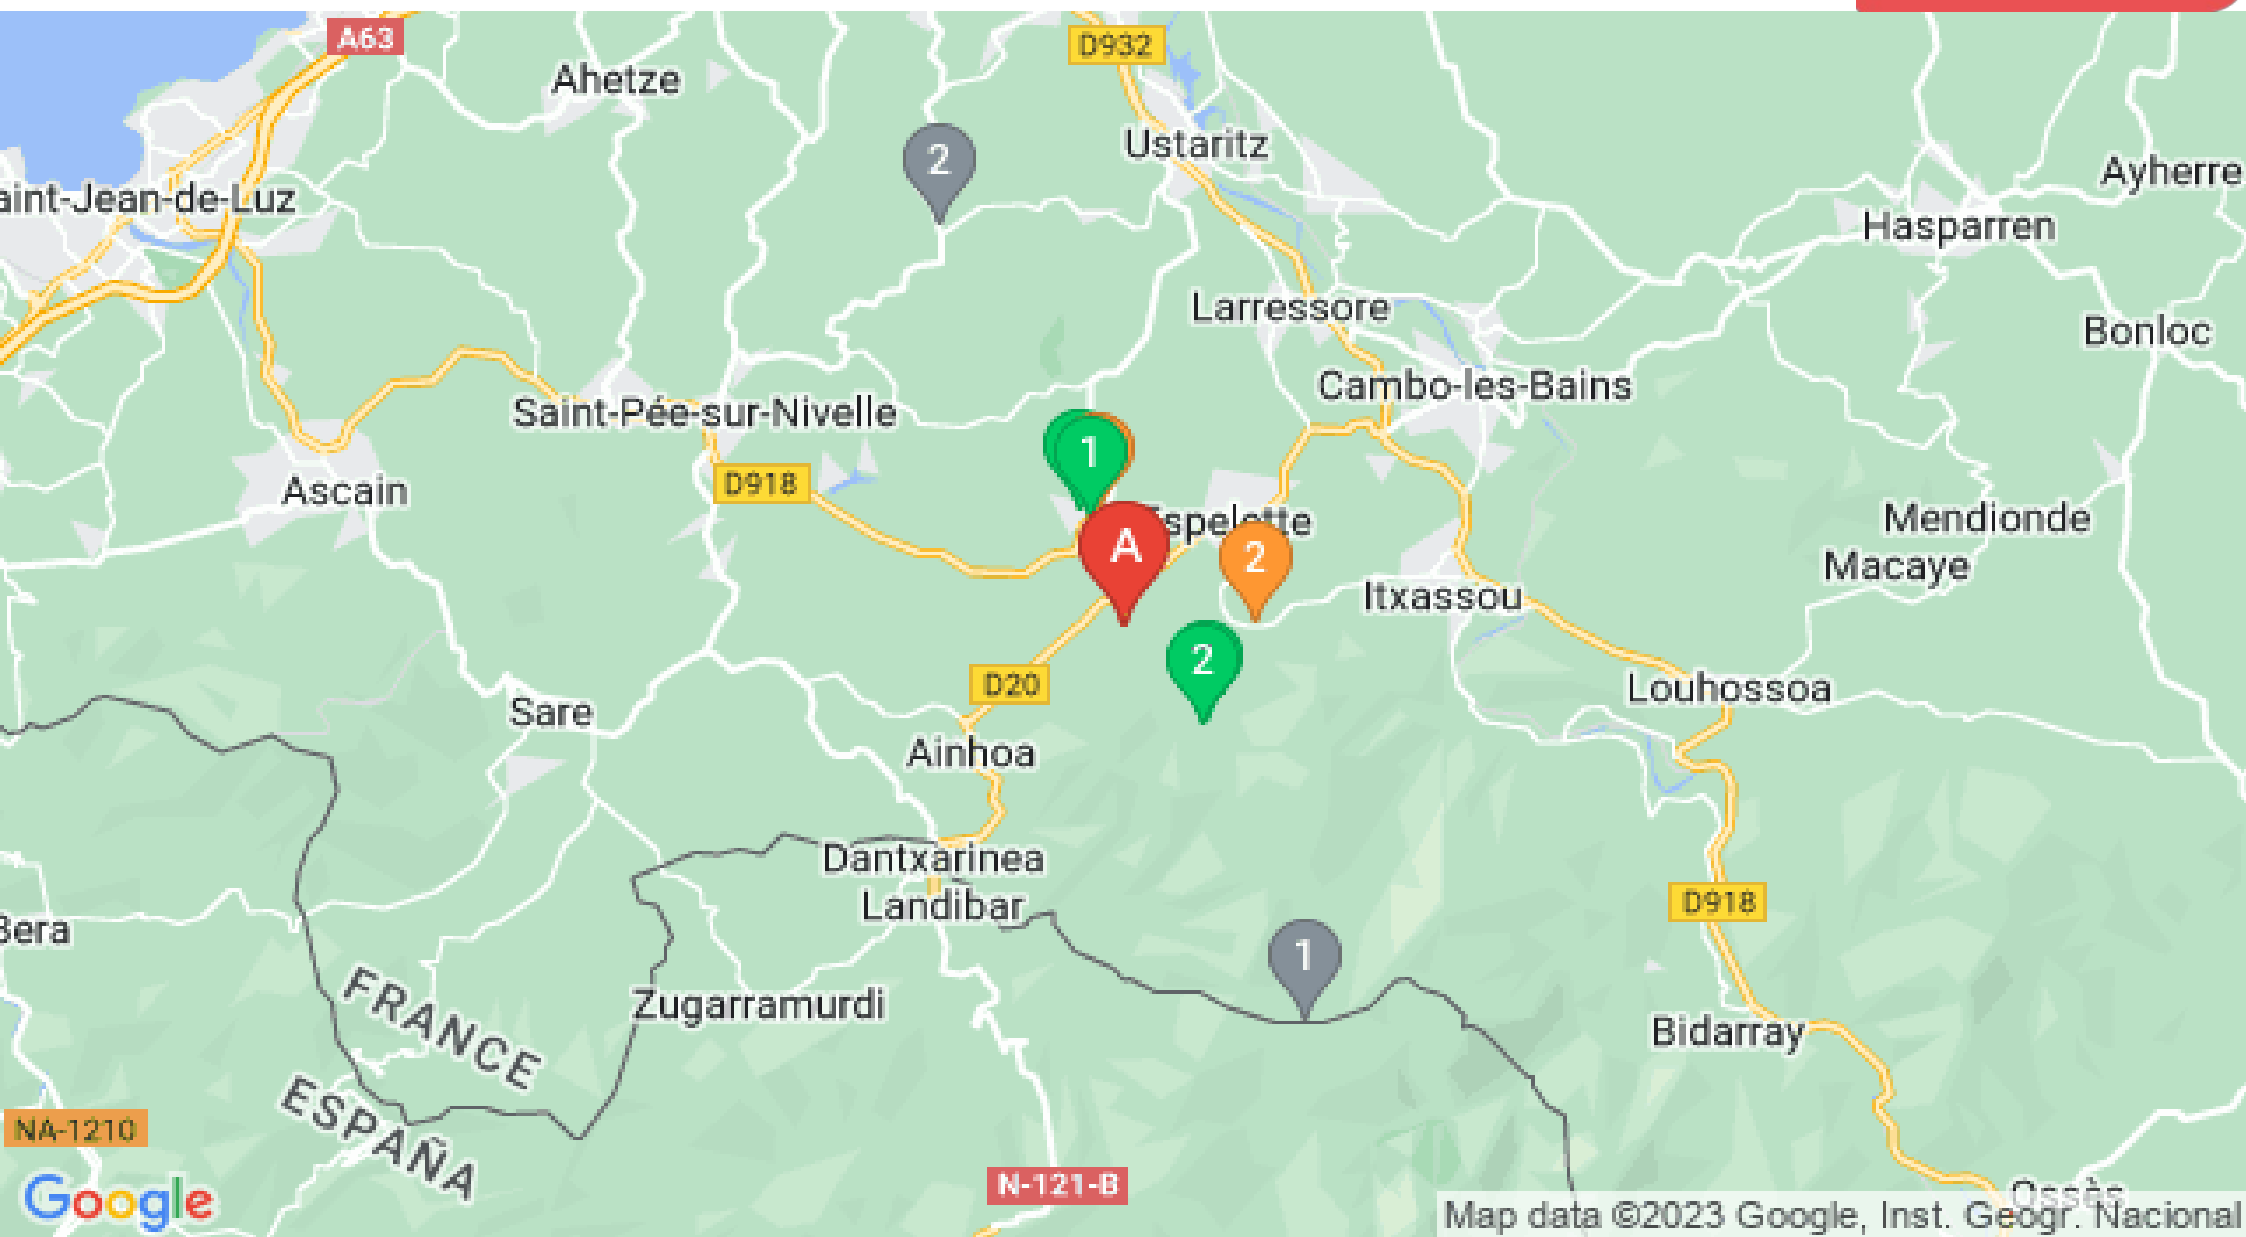 A63
D932
Ahetze
2
Ustaritz
Ayherre
aint-Jean-de-Luz
Hasparren
Larressore
Bonloc
Cambo-les-Bains
Saint-Pée-sur-Nivelle
1
D918
Ascain
Espelette
A
2
Mendionde
Macaye
Itxassou
2
D20
Louhossoa
Sare
Ainhoa
Dantxarinea
Landibar
D918
Bera
1
FRANCE
Zugarramurdi
Bidarray
ESPAÑA
NA-1210
N-121-B
Ossès
Google
Map data ©2023 Google, Inst. Geogr. Nacional